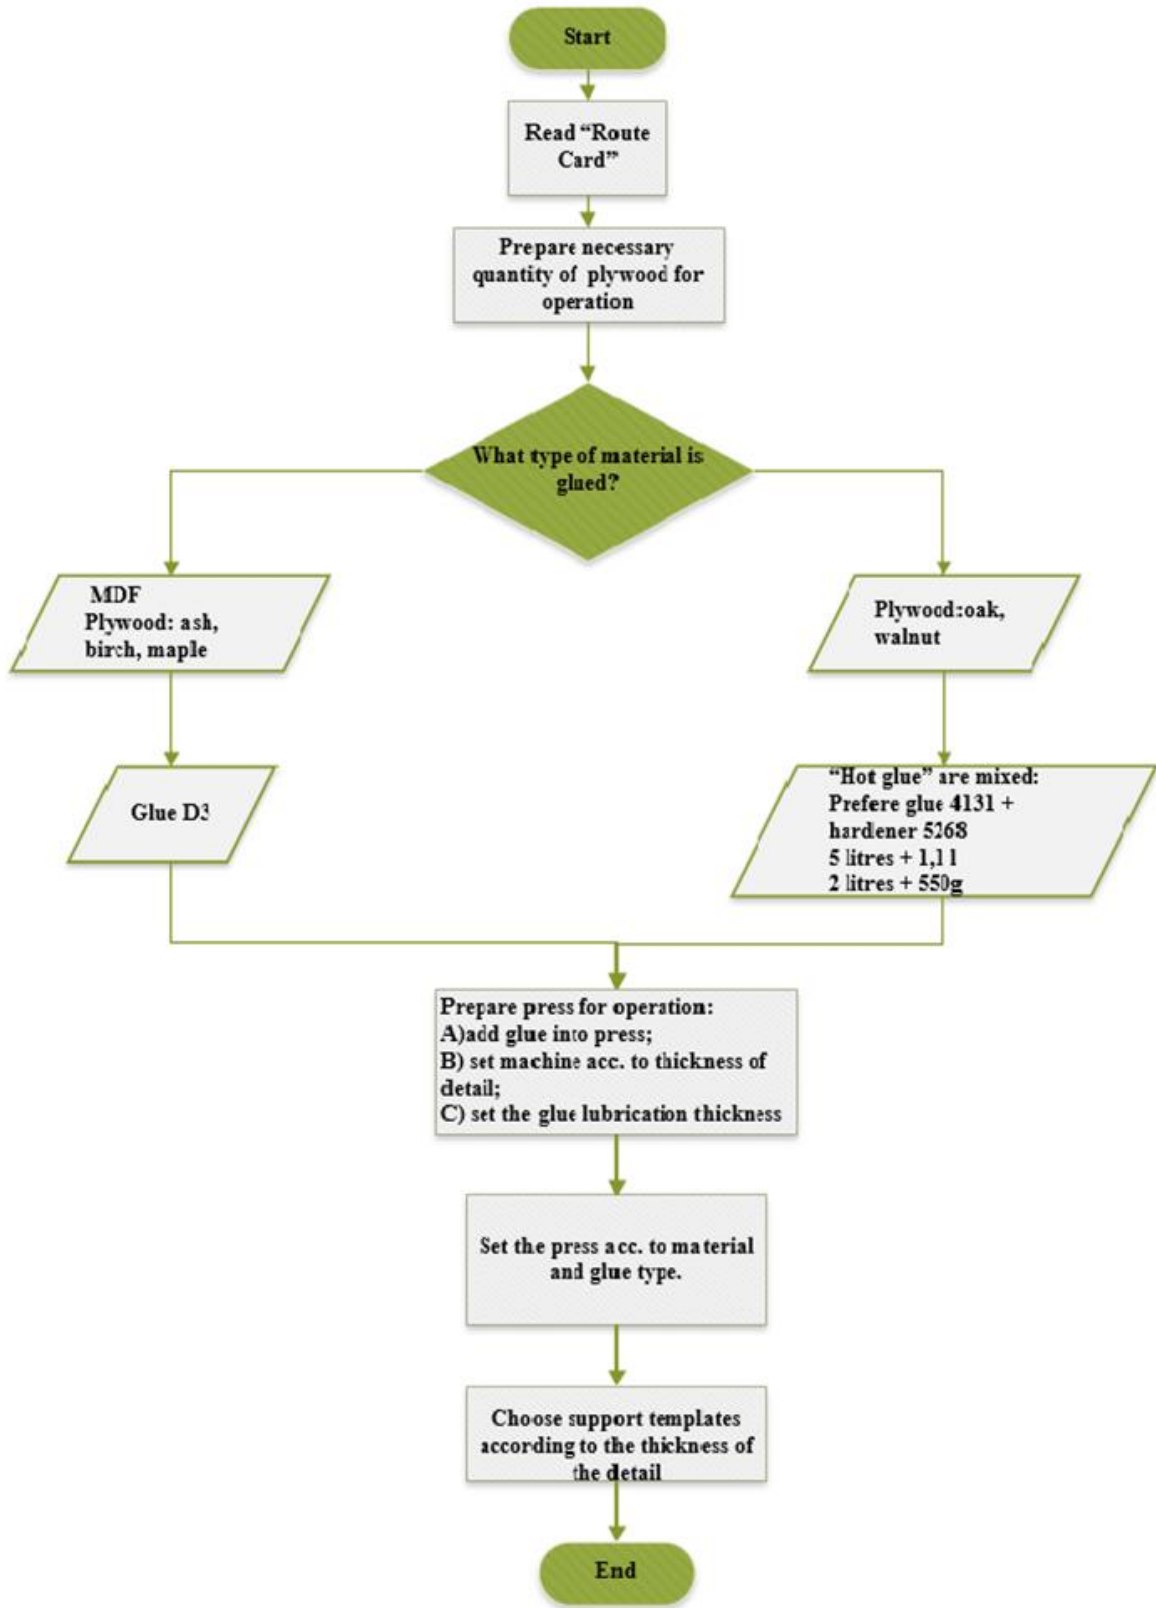 Start
Read “Route
Card”
Prepare necessary
quantity of plywood for
operation
What type of material is
glued?
MDF
Plywood: ash,
birch, maple
Plywood:oak,
walnut
Glue D3
“Hot glue” are mixed:
Prefere glue 4131 +
hardener 5268
5 litres + 1,1l
2 litres + 550g
Prepare press for operation:
A)add glue into press;
B) set machine acc. to thickness of
detail;
C) set the glue lubrication thickness
Set the press acc. to material
and glue type.
Choose support templates
according to the thickness of
the detail
End